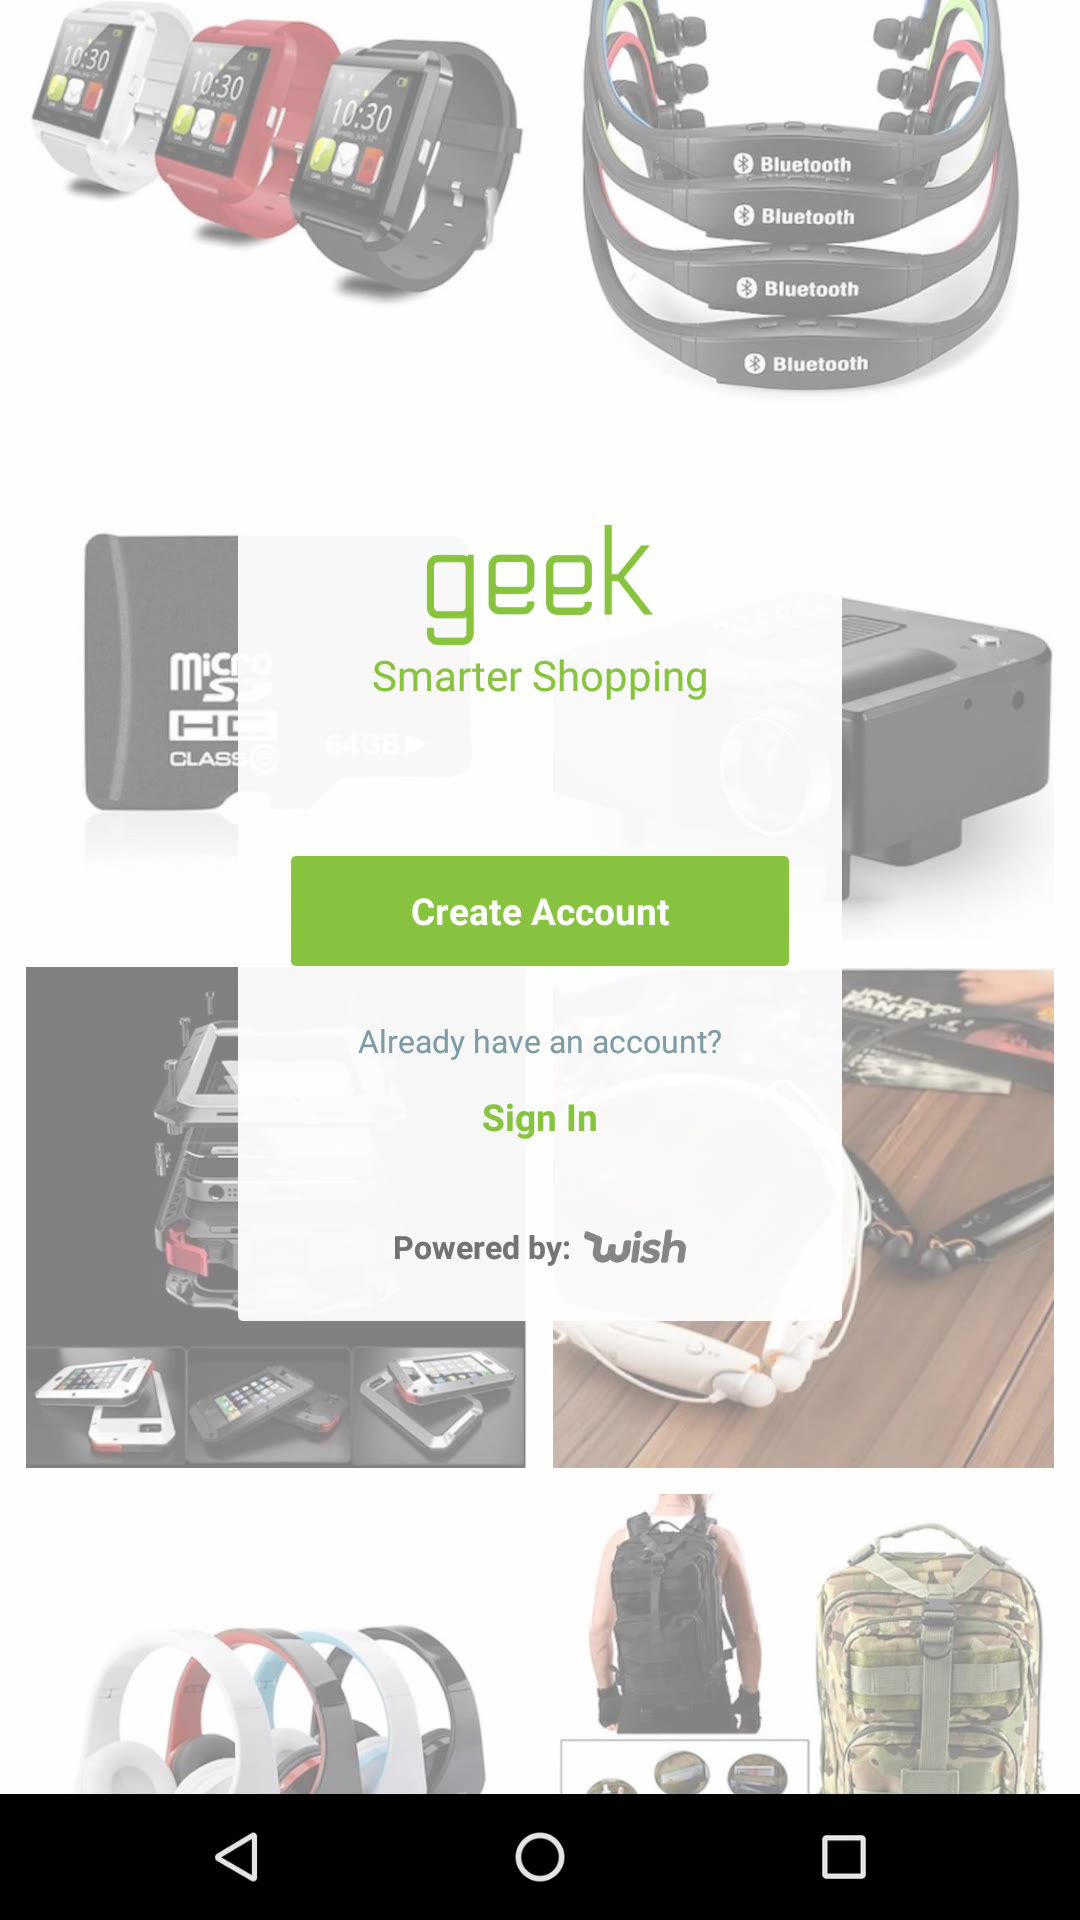 10:30
10:30
10:30
Bluetooth
Bluetooth
Bluetooth
Bluetooth
geek
Smarter Shopping
micro
HC
CLASS
64GB
Create Account
Already have an account?
Sign In
Powered by: wish